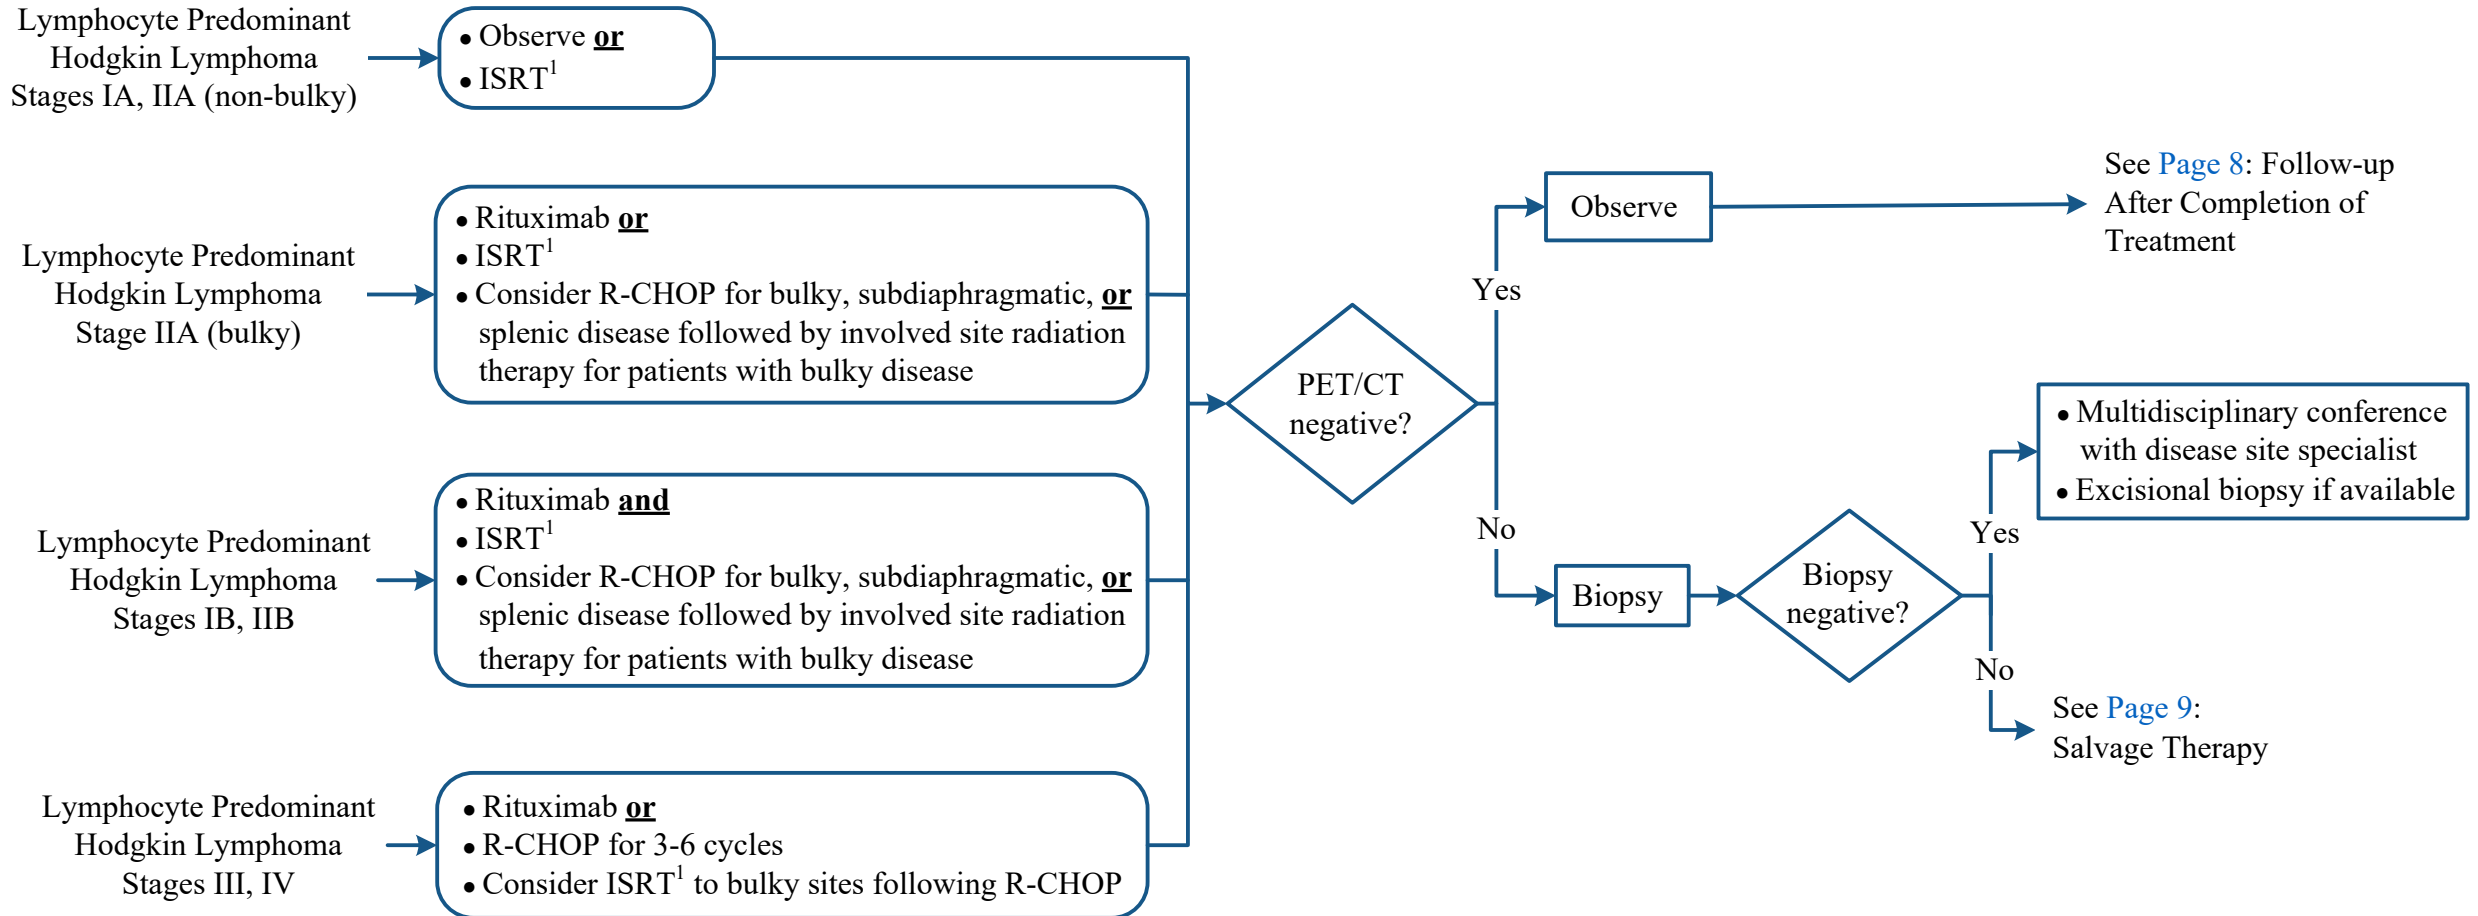 Lymphocyte Predominant
Hodgkin Lymphoma
Stages IA, IIA (non-bulky)
• Observe or
• ISRT¹
Lymphocyte Predominant
Hodgkin Lymphoma
Stage IIA (bulky)
• Rituximab or
• ISRT¹
• Consider R-CHOP for bulky, subdiaphragmatic, or
splenic disease followed by involved site radiation
therapy for patients with bulky disease
Lymphocyte Predominant
Hodgkin Lymphoma
Stages IB, IIB
• Rituximab and
• ISRT¹
• Consider R-CHOP for bulky, subdiaphragmatic, or
splenic disease followed by involved site radiation
therapy for patients with bulky disease
Lymphocyte Predominant
Hodgkin Lymphoma
Stages III, IV
• Rituximab or
• R-CHOP for 3-6 cycles
• Consider ISRT¹ to bulky sites following R-CHOP
PET/CT
negative?
Yes
Observe
See Page 8: Follow-up
After Completion of
Treatment
No
Biopsy
Biopsy
negative?
Yes
• Multidisciplinary conference
with disease site specialist
• Excisional biopsy if available
No
See Page 9:
Salvage Therapy